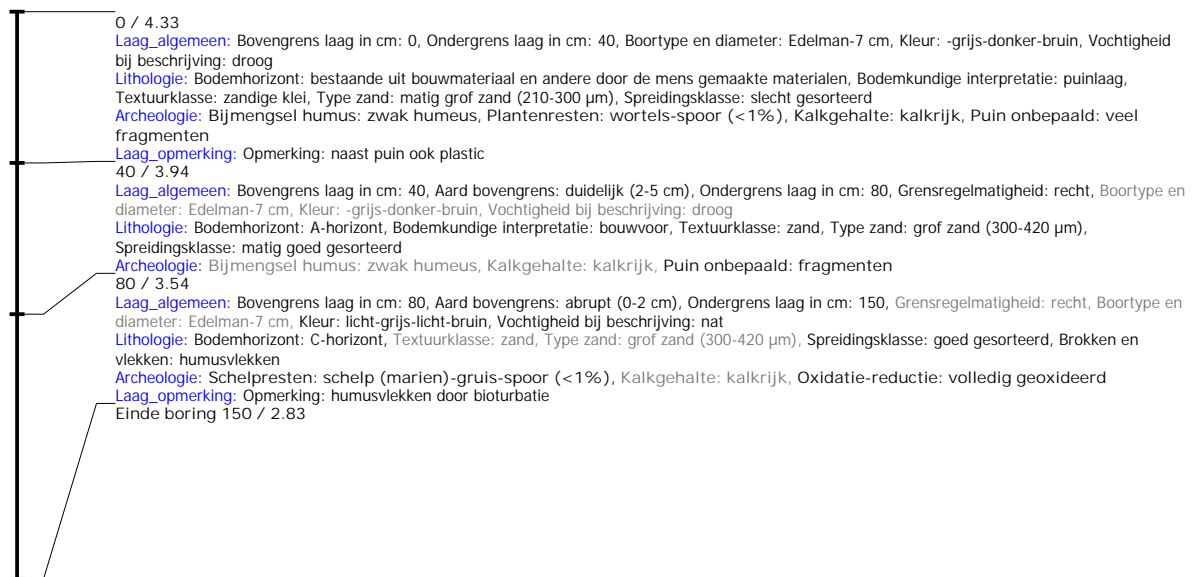 0 / 4.33
Laag_algemeen: Bovengrens laag in cm: 0, Ondergrens laag in cm: 40, Boortype en diameter: Edelman-7 cm, Kleur: -grijs-donker-bruin, Vochtigheid
bij beschrijving: droog
Lithologie: Bodemhorizont: bestaande uit bouwmateriaal en andere door de mens gemaakte materialen, Bodemkundige interpretatie: puinlaag,
Textuurklasse: zandige klei, Type zand: matig grof zand (210-300 µm), Spreidingsklasse: slecht gesorteerd
Archeologie: Bijmengsel humus: zwak humeus, Plantenresten: wortels-spoor (<1%), Kalkgehalte: kalkrijk, Puin onbepaald: veel
fragmenten
Laag_opmerking: Opmerking: naast puin ook plastic
40 / 3.94
Laag_algemeen: Bovengrens laag in cm: 40, Aard bovengrens: duidelijk (2-5 cm), Ondergrens laag in cm: 80, Grensregelmatigheid: recht, Boortype en
diameter: Edelman-7 cm, Kleur: -grijs-donker-bruin, Vochtigheid bij beschrijving: droog
Lithologie: Bodemhorizont: A-horizont, Bodemkundige interpretatie: bouwvoor, Textuurklasse: zand, Type zand: grof zand (300-420 µm),
Spreidingsklasse: matig goed gesorteerd
Archeologie: Bijmengsel humus: zwak humeus, Kalkgehalte: kalkrijk, Puin onbepaald: fragmenten
80 / 3.54
Laag_algemeen: Bovengrens laag in cm: 80, Aard bovengrens: abrupt (0-2 cm), Ondergrens laag in cm: 150, Grensregelmatigheid: recht, Boortype en
diameter: Edelman-7 cm, Kleur: licht-grijs-licht-bruin, Vochtigheid bij beschrijving: nat
Lithologie: Bodemhorizont: C-horizont, Textuurklasse: zand, Type zand: grof zand (300-420 µm), Spreidingsklasse: goed gesorteerd, Brokken en
vlekken: humusvlekken
Archeologie: Schelpresten: schelp (marien)-gruis-spoor (<1%), Kalkgehalte: kalkrijk, Oxidatie-reductie: volledig geoxideerd
Laag_opmerking: Opmerking: humusvlekken door bioturbatie
Einde boring 150 / 2.83